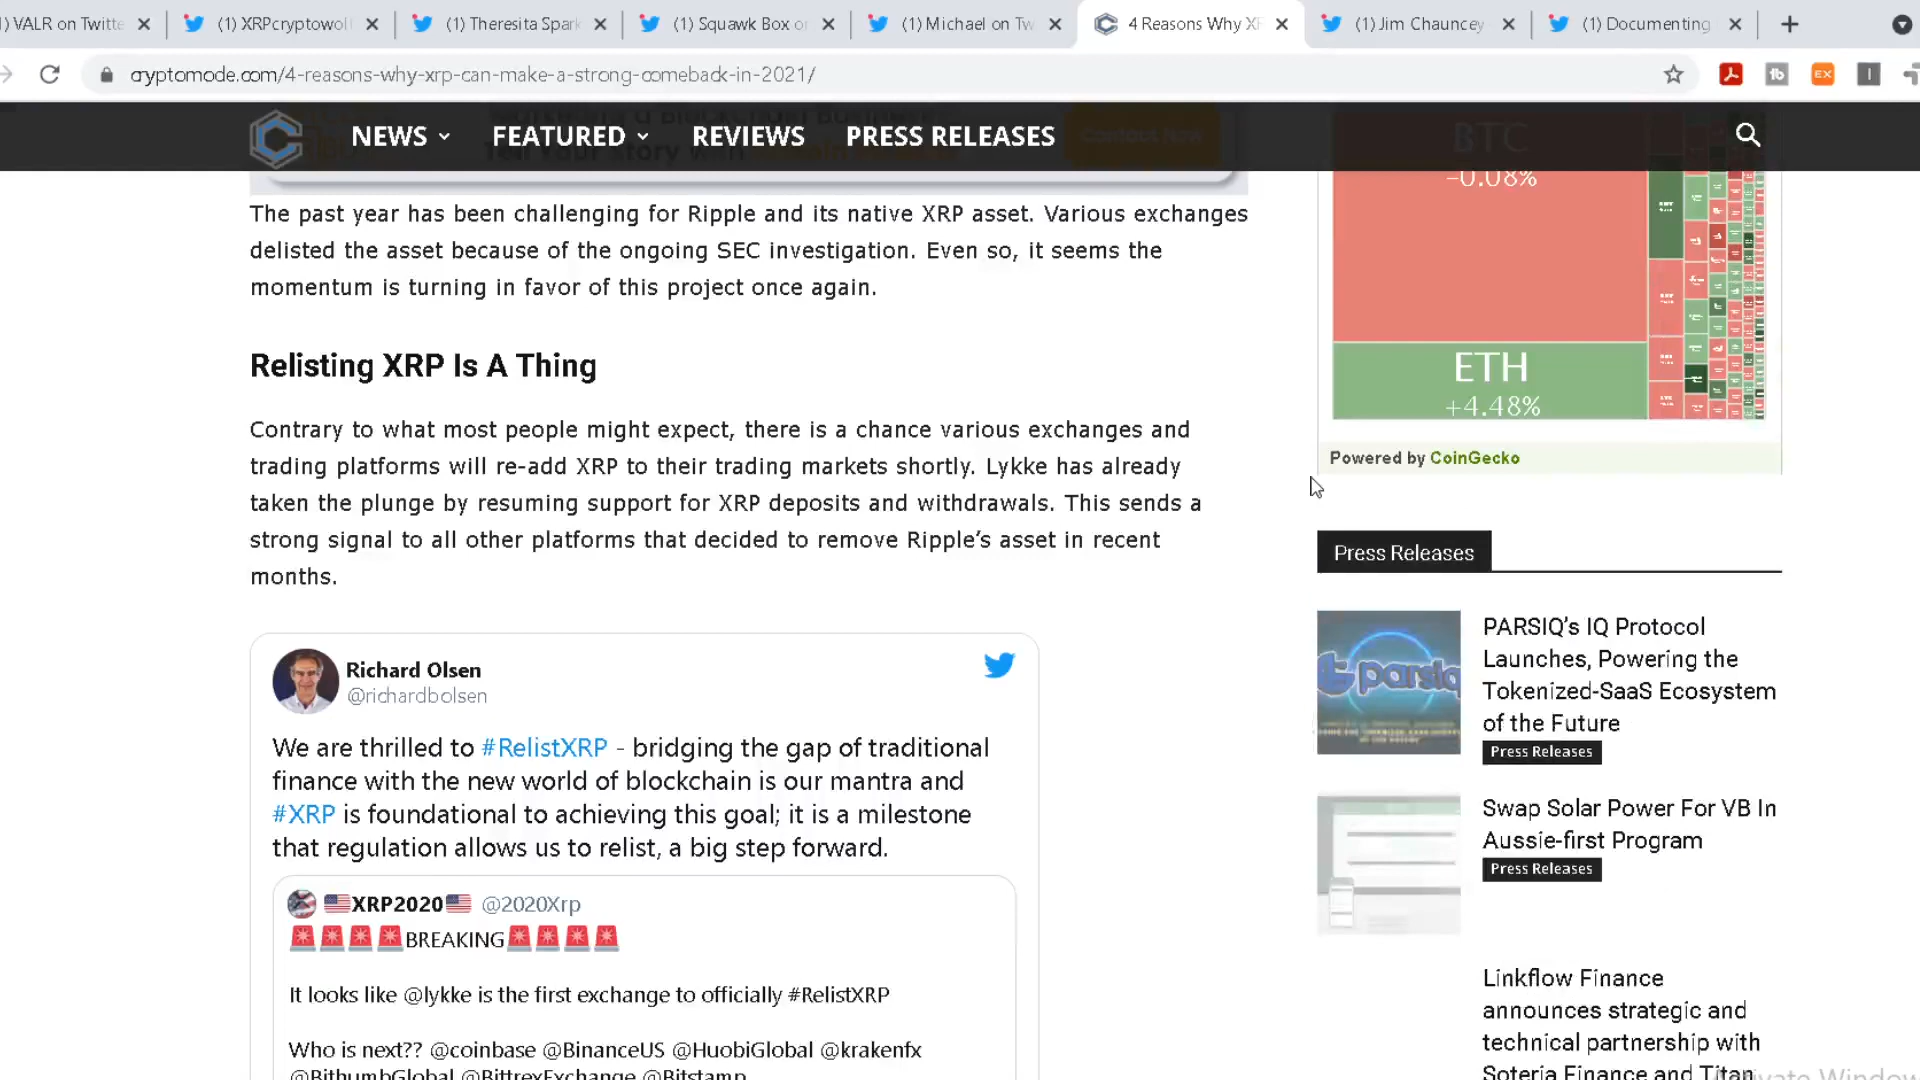 ) VALR on Twitte
(1) XRPcryptowol
(1) Theresita Spark
(1) Squawk Box o
(1) Michael on Tw
4 Reasons Why XR
(1) Jim Chauncey
(1) Documenting
cryptomode.com/4-reasons-why-xrp-can-make-a-strong-comeback-in-2021/
NEWS
FEATURED
REVIEWS
PRESS RELEASES
Contact Now
BTC
-0.08%
ETH
+4.48%
Powered by CoinGecko
The past year has been challenging for Ripple and its native XRP asset. Various exchanges
delisted the asset because of the ongoing SEC investigation. Even so, it seems the
momentum is turning in favor of this project once again.
Relisting XRP Is A Thing
Contrary to what most people might expect, there is a chance various exchanges and
trading platforms will re-add XRP to their trading markets shortly. Lykke has already
taken the plunge by resuming support for XRP deposits and withdrawals. This sends a
strong signal to all other platforms that decided to remove Ripple’s asset in recent
months.
Richard Olsen
@richardbolsen
We are thrilled to #RelistXRP - bridging the gap of traditional
finance with the new world of blockchain is our mantra and
#XRP is foundational to achieving this goal; it is a milestone
that regulation allows us to relist, a big step forward.
XRP2020 @2020Xrp
BREAKING
It looks like @lykke is the first exchange to officially #RelistXRP
Who is next?? @coinbase @BinanceUS @HuobiGlobal @krakenfx
@BithumbGlobal @BittrexExchange @Bitstamp
Press Releases
parsiq
PARSIQ’s IQ Protocol
Launches, Powering the
Tokenized-SaaS Ecosystem
of the Future
Press Releases
Swap Solar Power For VB In
Aussie-first Program
Press Releases
Linkflow Finance
announces strategic and
technical partnership with
Soteria Finance and Titan